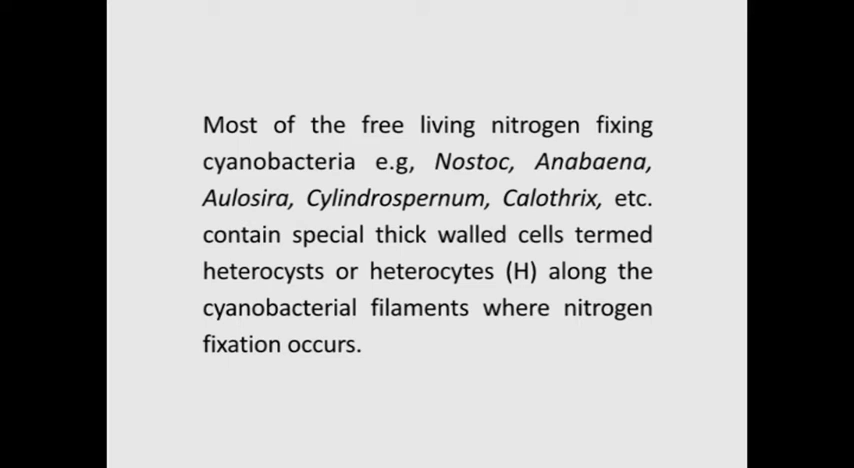 Most of the free living nitrogen fixing
cyanobacteria e.g, Nostoc, Anabaena,
Aulosira, Cylindrospernum, Calothrix, etc.
contain special thick walled cells termed
heterocysts or heterocytes (H) along the
cyanobacterial filaments where nitrogen
fixation occurs.